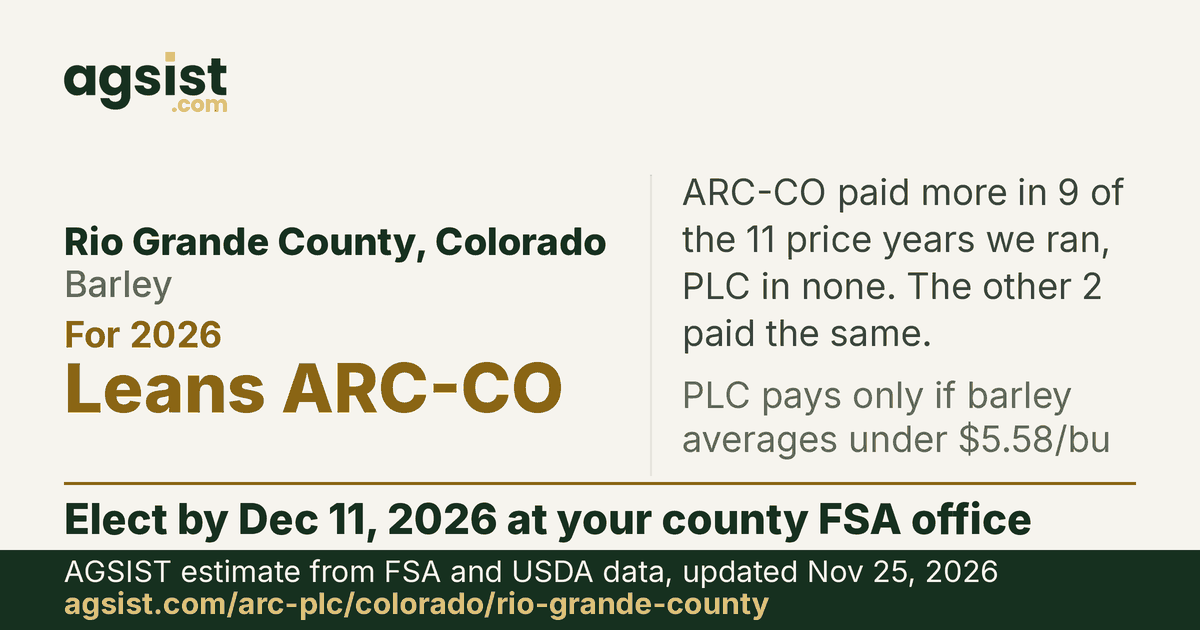 agsist
.com
Rio Grande County, Colorado
Barley
For 2026
Leans ARC-CO
ARC-CO paid more in 9 of
the 11 price years we ran,
PLC in none. The other 2
paid the same.
PLC pays only if barley
averages under $5.58/bu
Elect by Dec 11, 2026 at your county FSA office
AGSIST estimate from FSA and USDA data, updated Nov 25, 2026
agsist.com/arc-plc/colorado/rio-grande-county